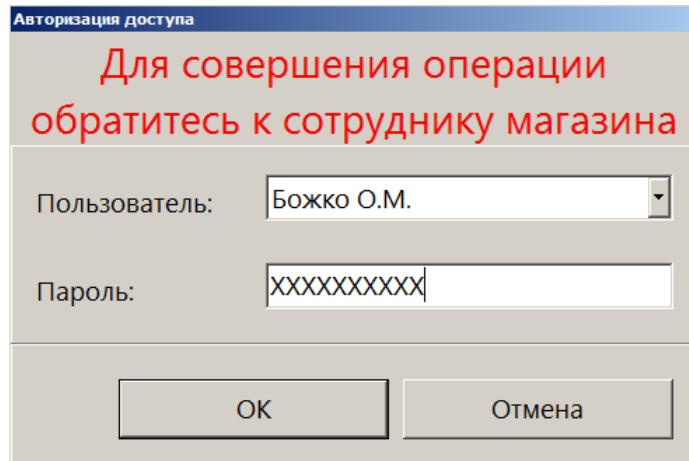 Авторизация доступа
Для совершения операции
обратитесь к сотруднику магазина
Пользователь: Божко О.М.
Пароль: XXXXXXXXXX
OK Отмена